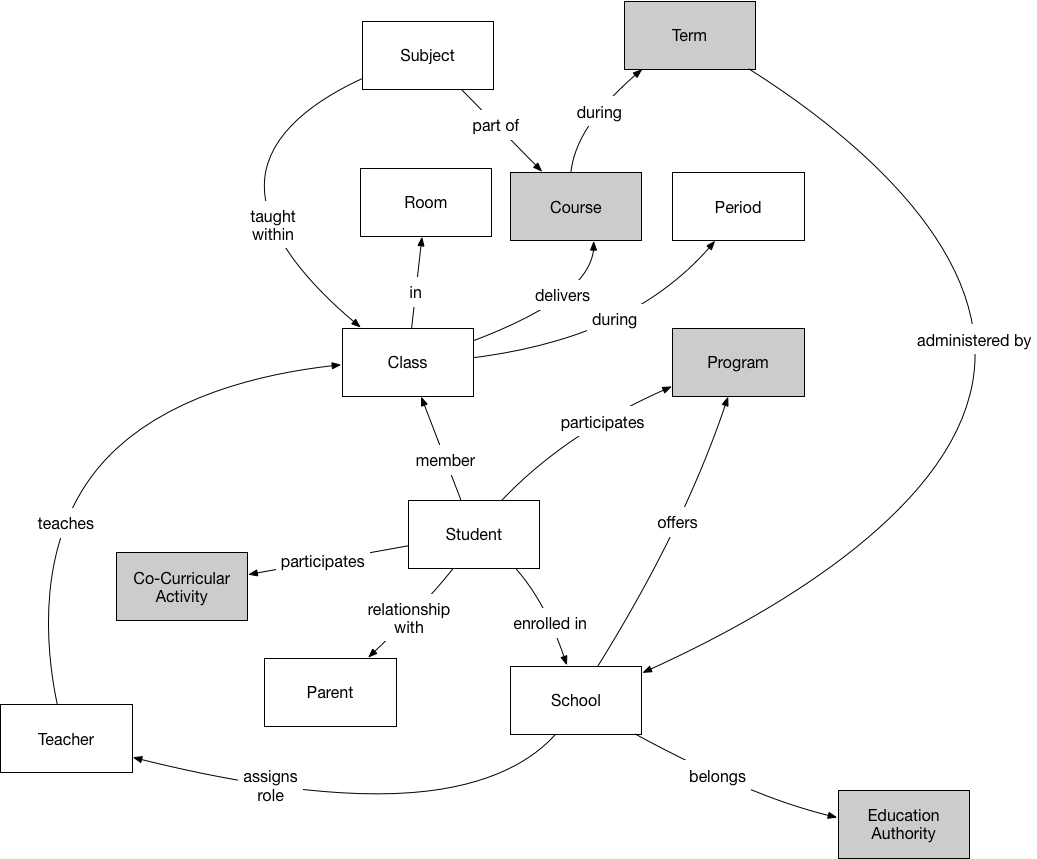 Term
Subject
during
part of
Room
Course
Period
taught
within
in
delivers
during
administered by
Class
Program
participates
member
teaches
offers
Student
participates
Co-Curricular
Activity
relationship
with
enrolled in
Parent
School
Teacher
assigns
role
belongs
Education
Authority